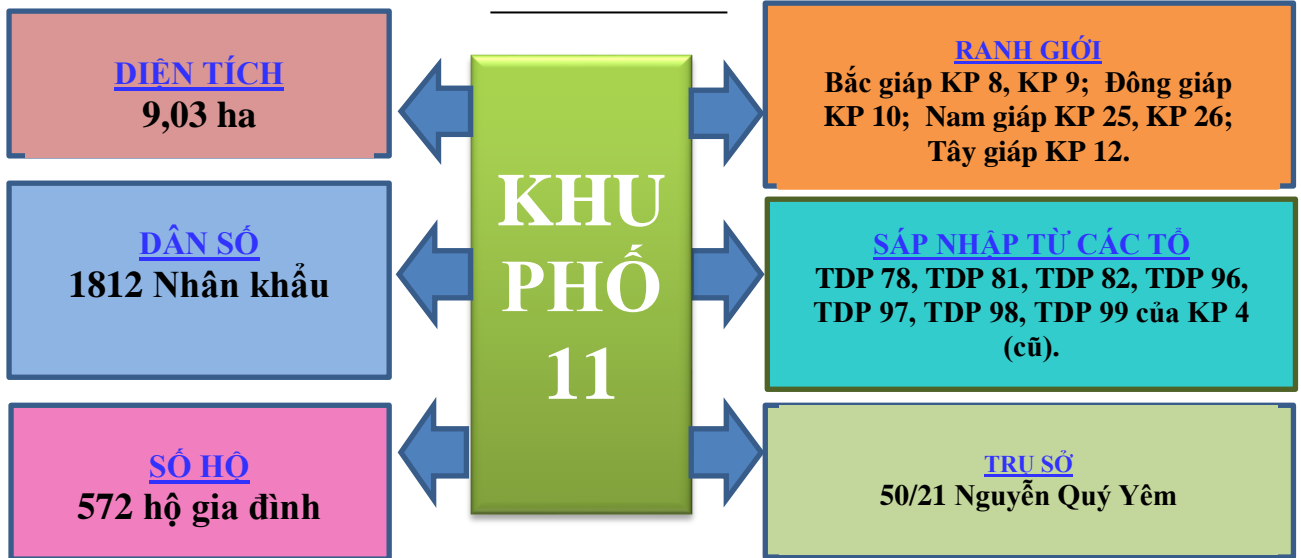 DIỆN TÍCH
9,03 ha
DÂN SỐ
1812 Nhân khẩu
SỐ HỘ
572 hộ gia đình
KHU
PHỐ
11
RANH GIỚI
Bắc giáp KP 8, KP 9; Đông giáp
KP 10; Nam giáp KP 25, KP 26;
Tây giáp KP 12.
SÁP NHẬP TỪ CÁC TỔ
TDP 78, TDP 81, TDP 82, TDP 96,
TDP 97, TDP 98, TDP 99 của KP 4
(cũ).
TRỤ SỞ
50/21 Nguyễn Quý Yêm